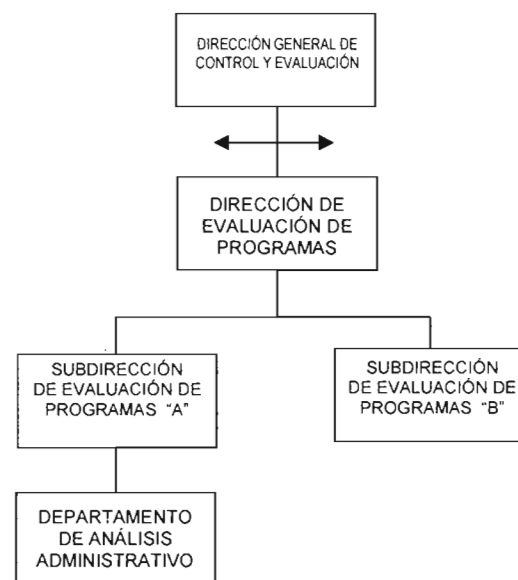 DIRECCIÓN GENERAL DE
CONTROL Y EVALUACIÓN
DIRECCIÓN DE
EVALUACIÓN DE
PROGRAMAS
SUBDIRECCIÓN
DE EVALUACIÓN DE
PROGRAMAS "A"
SUBDIRECCIÓN
DE EVALUACIÓN DE
PROGRAMAS "B"
DEPARTAMENTO
DE ANÁLISIS
ADMINISTRATIVO